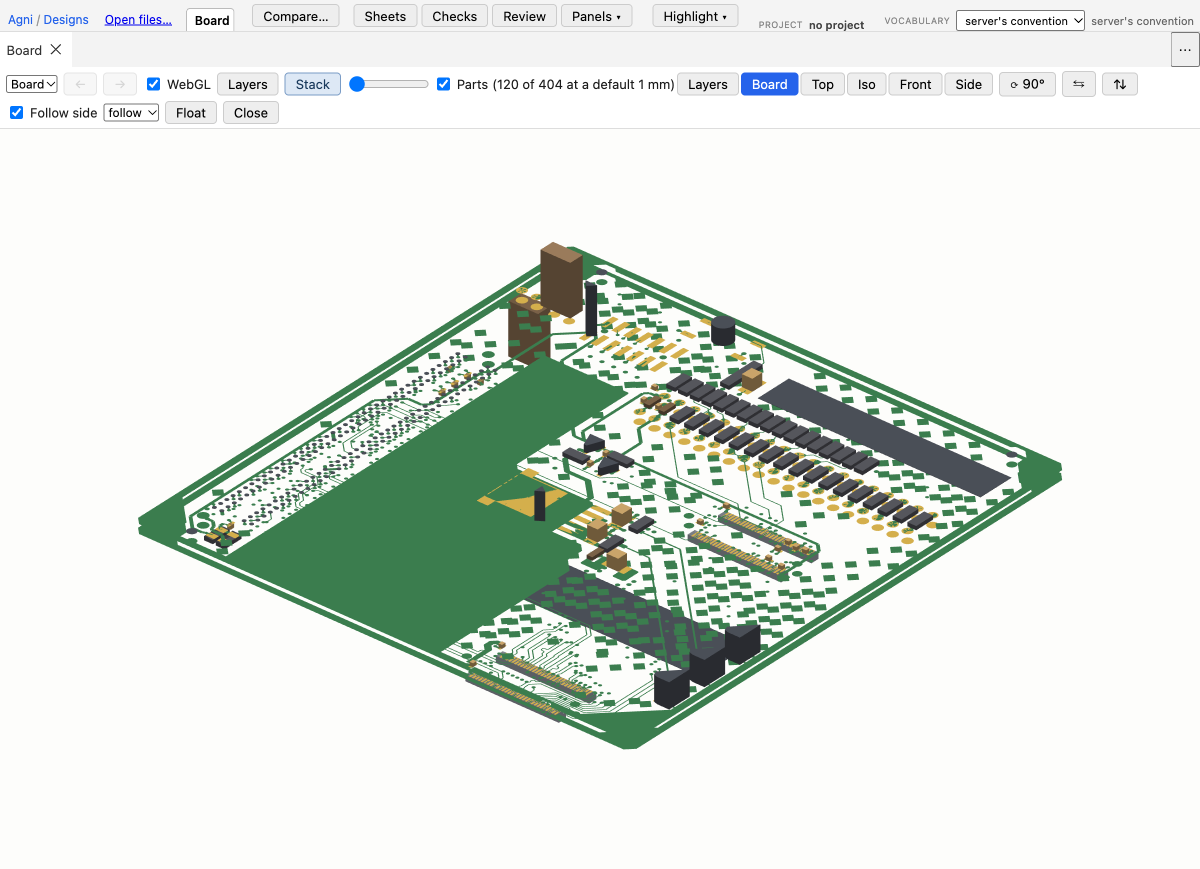 Agni / Designs Open files... Board Compare... Sheets Checks Review Panels ▾ Highlight ▾ PROJECT no project VOCABULARY server's convention server's convention
Board ✕ ...
Board ← → WebGL Layers Stack Parts (120 of 404 at a default 1 mm) Layers Board Top Iso Front Side ⟳ 90° ⇆ ⇅
Follow side follow Float Close